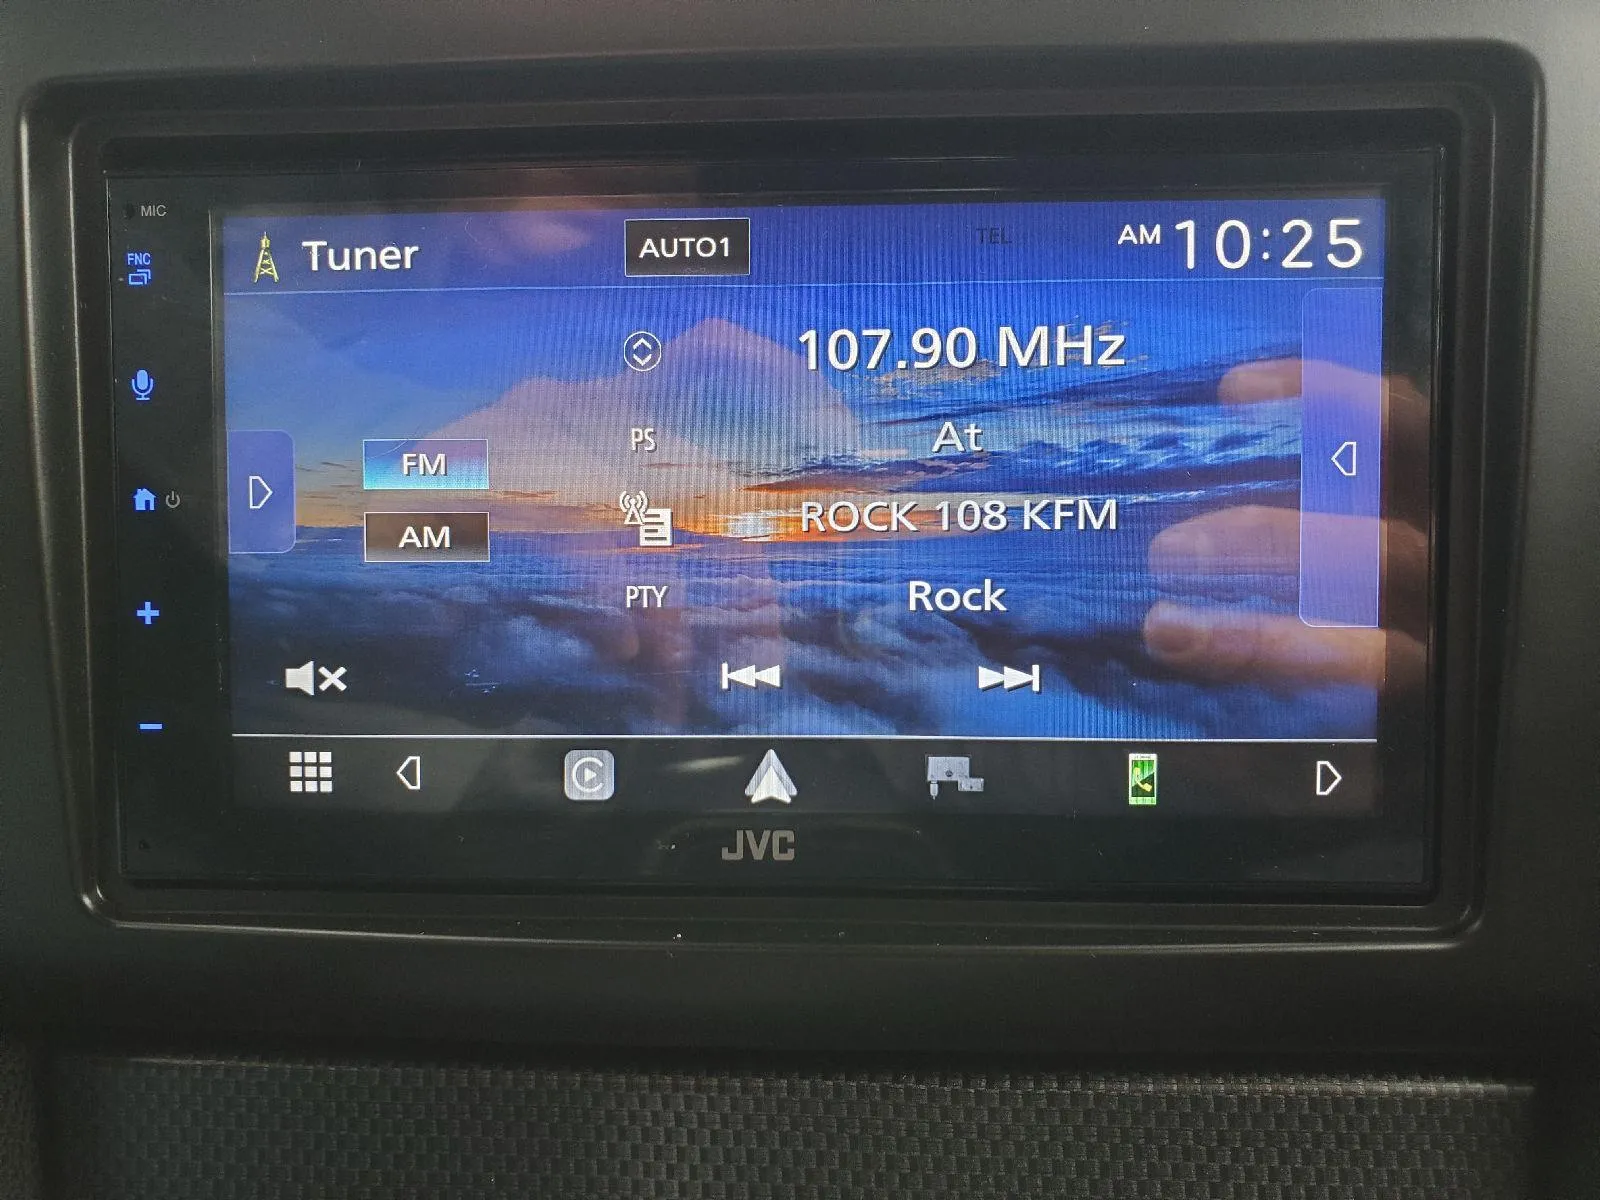 MIC
FNC
Tuner
AUTO1
TEL
AM 10:25
107.90 MHz
PS
At
FM
ROCK 108 KFM
AM
PTY
Rock
JVC